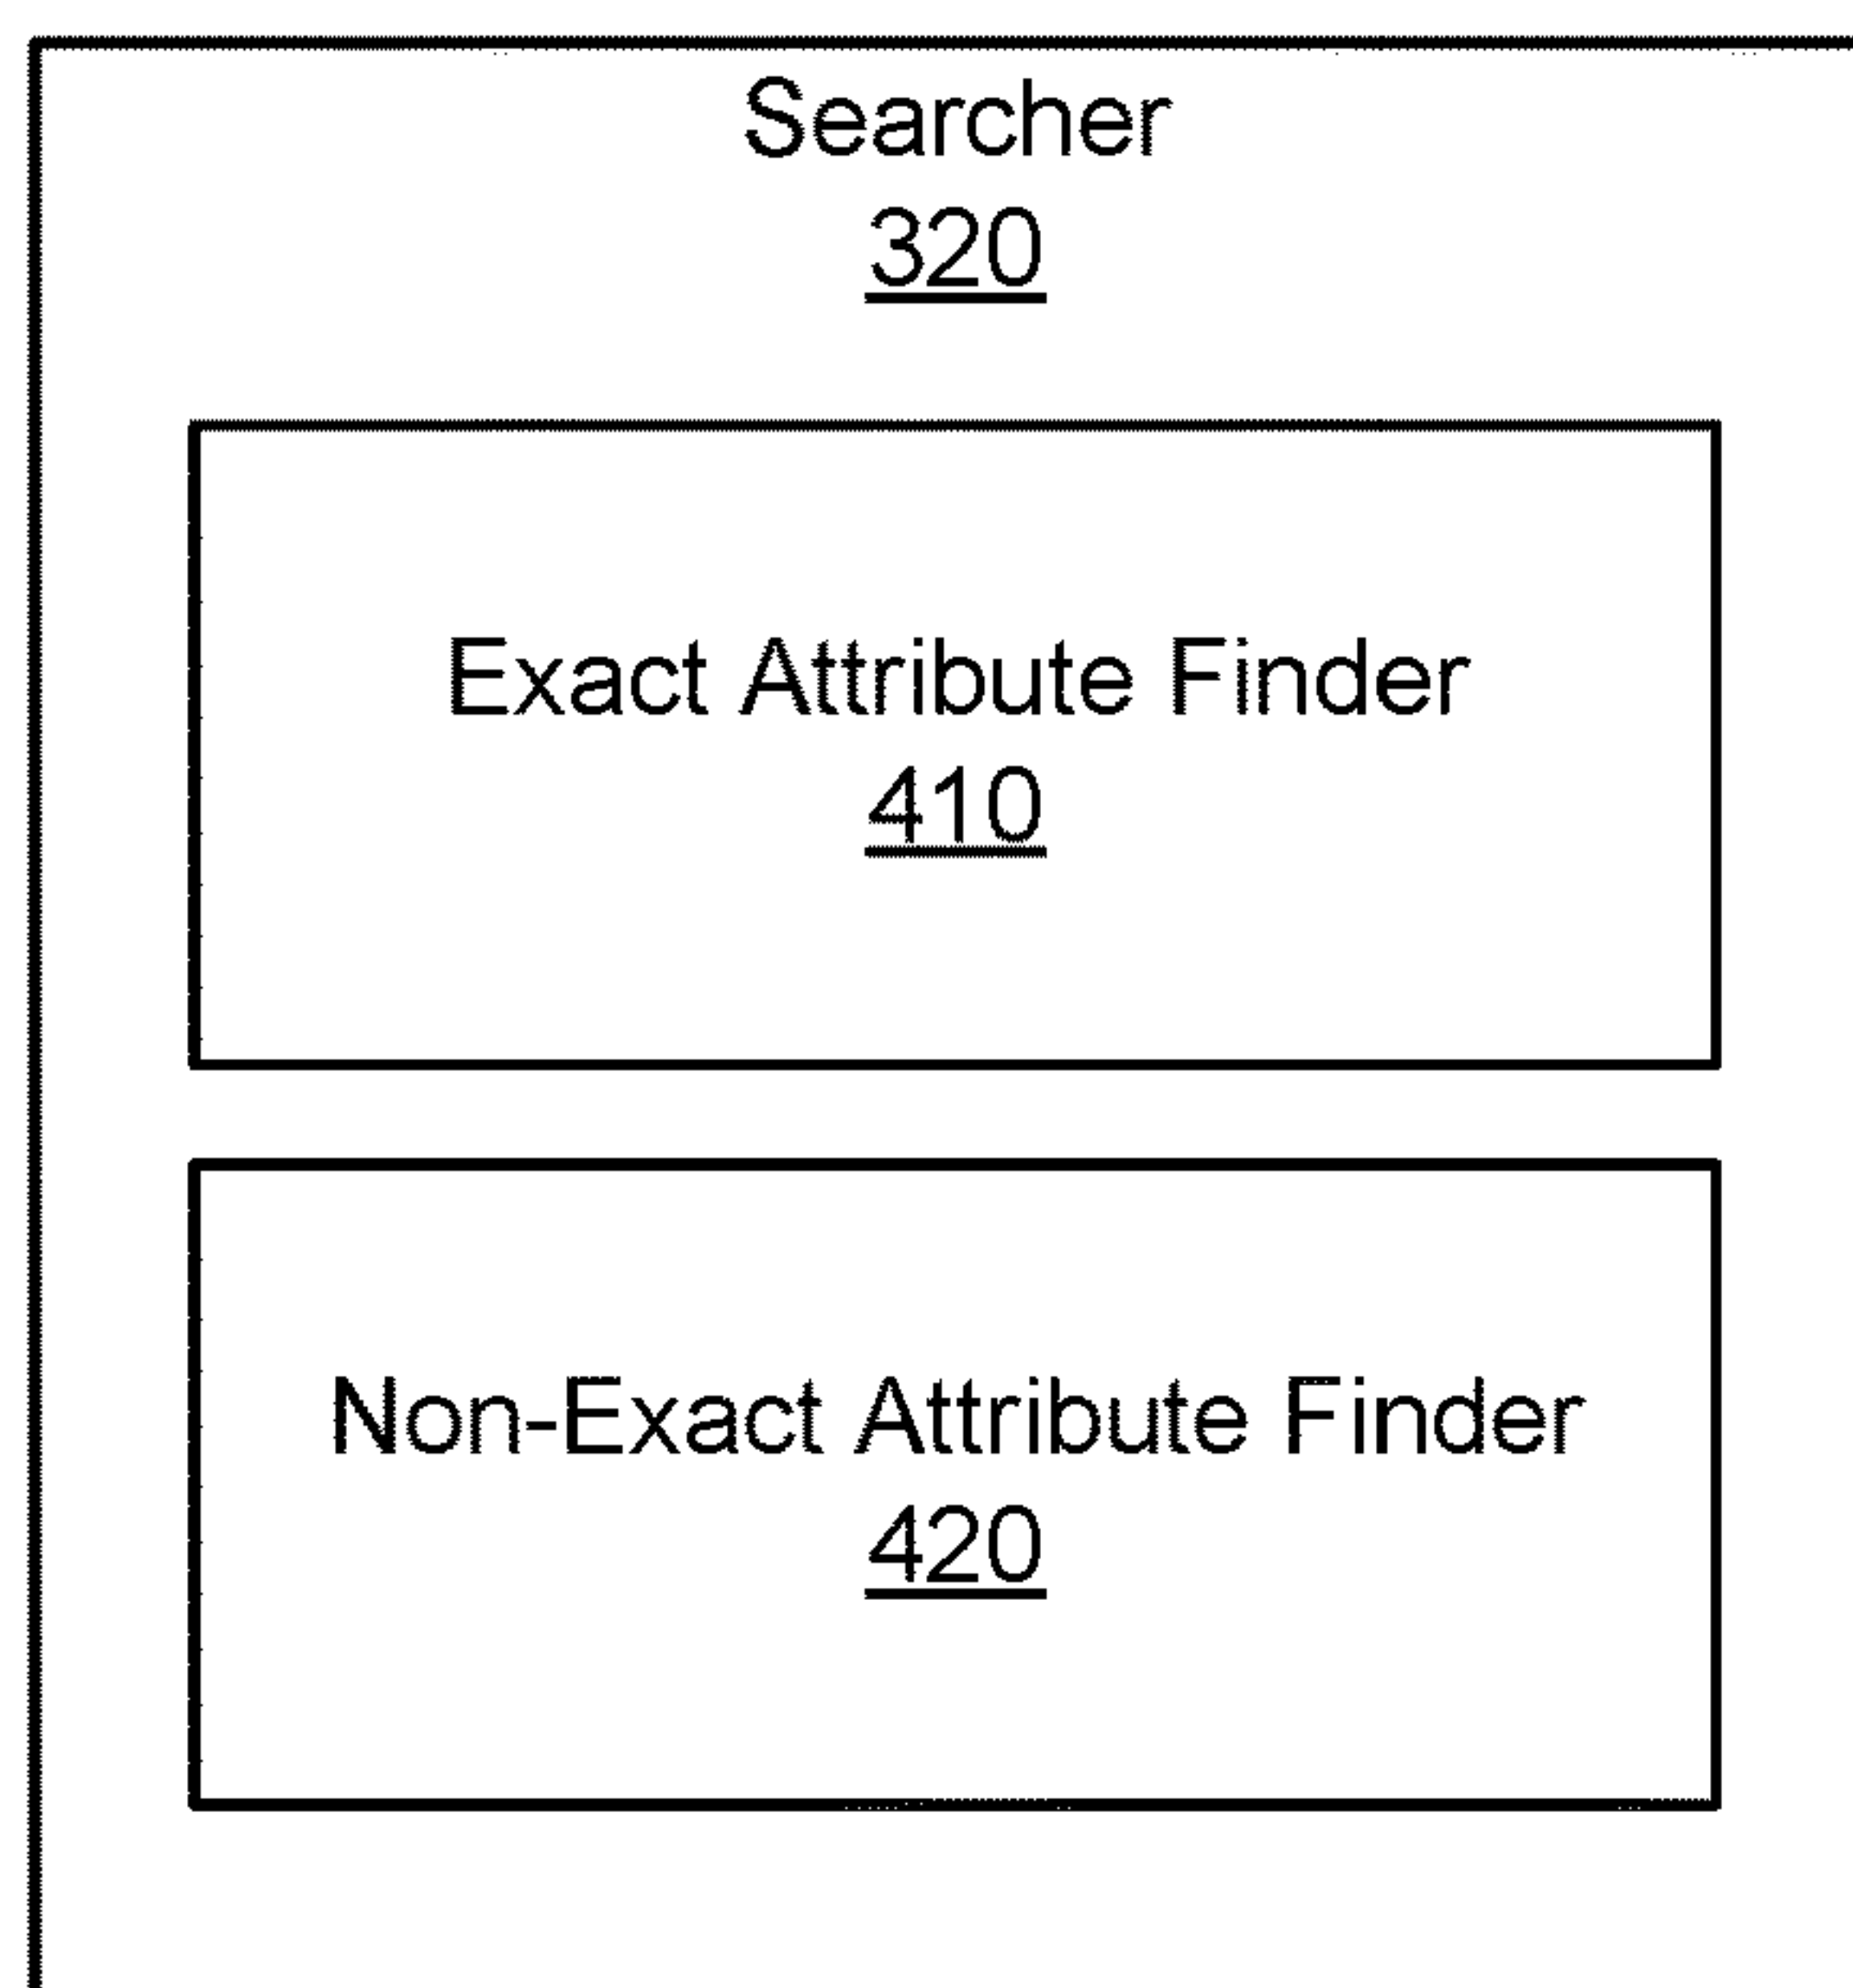 Searcher
320
Exact Attribute Finder
410
Non-Exact Attribute Finder
420